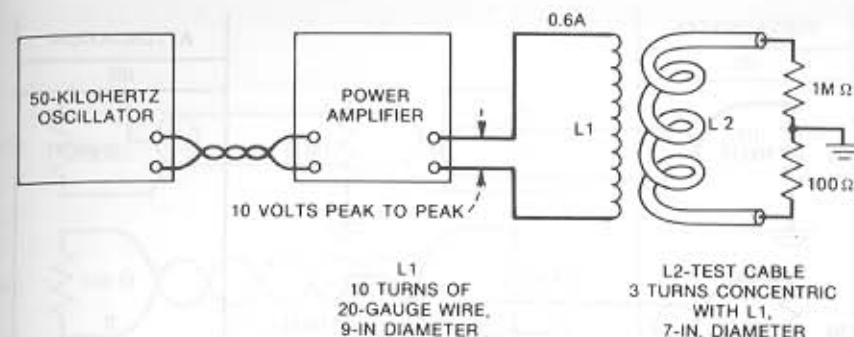 0.6A
50-KILOHERTZ
OSCILLATOR
POWER
AMPLIFIER
L1
L2
1M Ω
100 Ω
10 VOLTS PEAK TO PEAK
L1
10 TURNS OF
20-GAUGE WIRE,
9-IN DIAMETER
L2-TEST CABLE
3 TURNS CONCENTRIC
WITH L1,
7-IN. DIAMETER